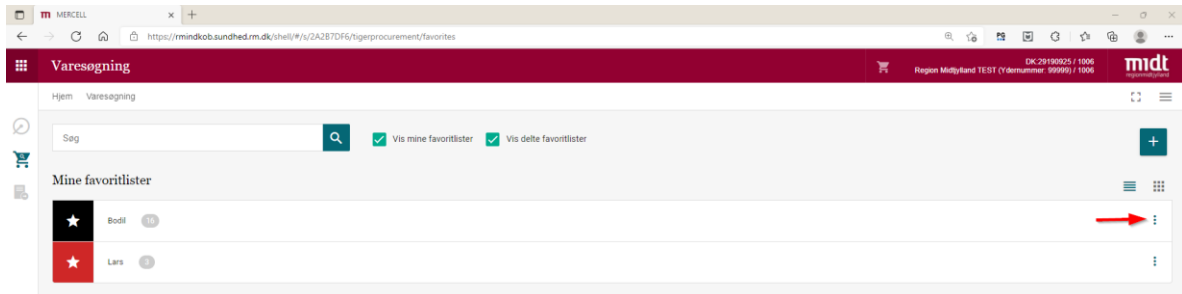 m MERCELL
https://rmindkob.sundhed.rm.dk/shell/#/s/2A2B7DF6/tigerprocurement/favorites
Varesøgning
DK:29190925 / 1006
Region Midtjylland TEST (Ydernummer: 99999) / 1006
midt
regionmidtjylland
Hjem Varesøgning
Søg
Vis mine favoritlister
Vis delte favoritlister
Mine favoritlister
Bodil 16
Lars 3